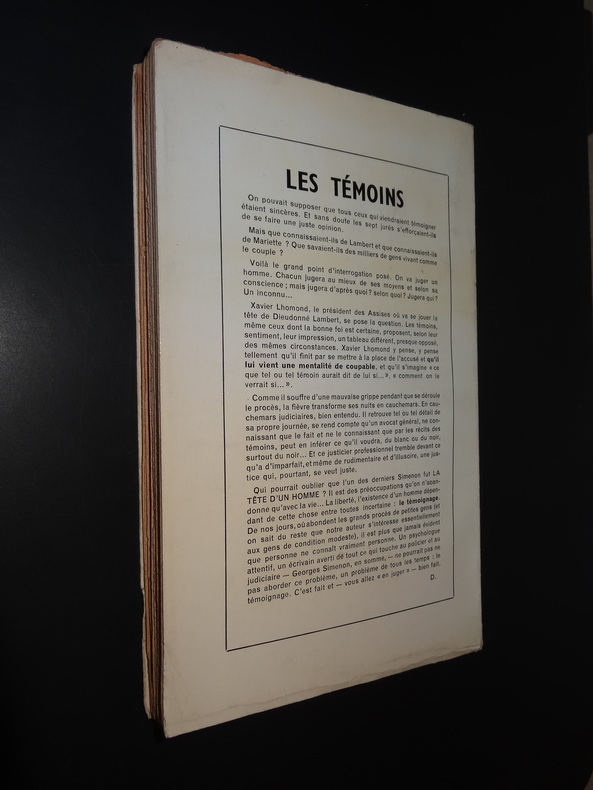 LES TÉMOINS
On pouvait supposer que tous ceux qui viendraient témoigner
étaient sincères. Et sans doute les sept jurés s'efforçaient-ils
de se faire une juste opinion.
Mais que connaissaient-ils de Lambert et que connaissaient-ils
de Mariette ? Que savaient-ils des milliers de gens vivant comme
le couple ?
Voilà le grand point d'interrogation posé. On va juger un
homme. Chacun jugera au mieux de ses moyens et selon sa
conscience ; mais jugera d'après quoi ? selon quoi ? Jugera qui ?
Un inconnu...
Xavier Lhomond, le président des Assises où va se jouer la
tête de Dieudonné Lambert, se pose la question. Les témoins,
même ceux dont la bonne foi est certaine, proposent, selon leur
sentiment, leur impression, un tableau différent, presque opposé,
des mêmes circonstances. Xavier Lhomond y pense, y pense
tellement qu'il finit par se mettre à la place de l'accusé et qu'il
lui vient une mentalité de coupable, et qu'il s'imagine « ce
que tel ou tel témoin aurait dit de lui si... », « comment on le
verrait si... ».
Comme il souffre d'une mauvaise grippe pendant que se déroule
le procès, la fièvre transforme ses nuits en cauchemars. En cau-
chemars judiciaires, bien entendu. Il retrouve tel ou tel détail de
sa propre journée, se rend compte qu'un avocat général, ne con-
naissant que le fait et ne le connaissant que par les récits des
témoins, peut en inférer ce qu'il voudra, du blanc ou du noir,
surtout du noir... Et ce justicier professionnel tremble devant ce
qu'a d'imparfait, et même de rudimentaire et d'illusoire, une jus-
tice qui, pourtant, se veut juste.
Qui pourrait oublier que l'un des derniers Simenon fut LA
TÊTE D'UN HOMME ? Il est des préoccupations qu'on n'aban-
donne qu'avec la vie... La liberté, l'existence d'un homme dépen-
dant de cette chose entre toutes incertaine : le témoignage.
De nos jours, où abondent les grands procès de petites gens (et
on sait du reste que notre auteur s'intéresse essentiellement
aux gens de condition modeste), il est plus que jamais évident
que personne ne connaît vraiment personne. Un psychologue
attentif, un écrivain averti de tout ce qui touche au policier et au
judiciaire — Georges Simenon, en somme, — ne pourrait pas ne
pas aborder ce problème, un problème de tous les temps : le
témoignage. C'est fait et — vous allez « en juger » — bien fait.
D.